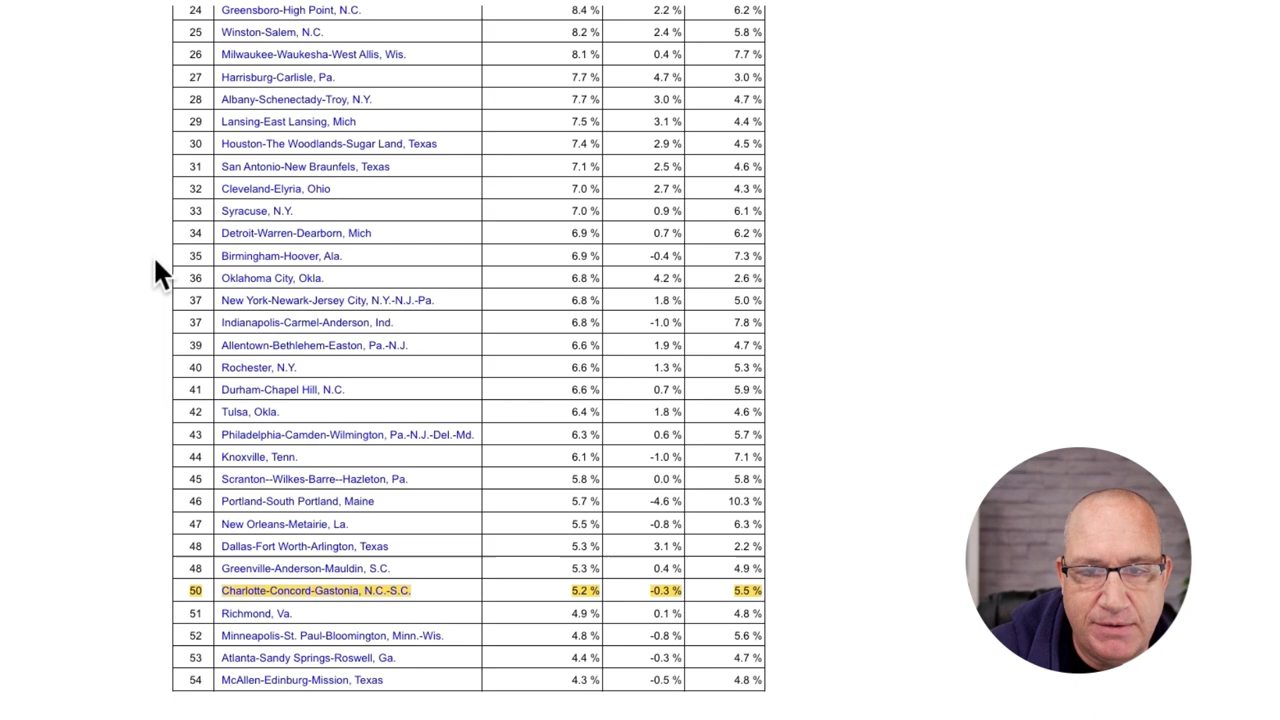 24 Greensboro-High Point, N.C. 8.4 % 2.2 % 6.2 %
25 Winston-Salem, N.C. 8.2 % 2.4 % 5.8 %
26 Milwaukee-Waukesha-West Allis, Wis. 8.1 % 0.4 % 7.7 %
27 Harrisburg-Carlisle, Pa. 7.7 % 4.7 % 3.0 %
28 Albany-Schenectady-Troy, N.Y. 7.7 % 3.0 % 4.7 %
29 Lansing-East Lansing, Mich 7.5 % 3.1 % 4.4 %
30 Houston-The Woodlands-Sugar Land, Texas 7.4 % 2.9 % 4.5 %
31 San Antonio-New Braunfels, Texas 7.1 % 2.5 % 4.6 %
32 Cleveland-Elyria, Ohio 7.0 % 2.7 % 4.3 %
33 Syracuse, N.Y. 7.0 % 0.9 % 6.1 %
34 Detroit-Warren-Dearborn, Mich 6.9 % 0.7 % 6.2 %
35 Birmingham-Hoover, Ala. 6.9 % -0.4 % 7.3 %
36 Oklahoma City, Okla. 6.8 % 4.2 % 2.6 %
37 New York-Newark-Jersey City, N.Y.-N.J.-Pa. 6.8 % 1.8 % 5.0 %
37 Indianapolis-Carmel-Anderson, Ind. 6.8 % -1.0 % 7.8 %
39 Allentown-Bethlehem-Easton, Pa.-N.J. 6.6 % 1.9 % 4.7 %
40 Rochester, N.Y. 6.6 % 1.3 % 5.3 %
41 Durham-Chapel Hill, N.C. 6.6 % 0.7 % 5.9 %
42 Tulsa, Okla. 6.4 % 1.8 % 4.6 %
43 Philadelphia-Camden-Wilmington, Pa.-N.J.-Del.-Md. 6.3 % 0.6 % 5.7 %
44 Knoxville, Tenn. 6.1 % -1.0 % 7.1 %
45 Scranton--Wilkes-Barre--Hazleton, Pa. 5.8 % 0.0 % 5.8 %
46 Portland-South Portland, Maine 5.7 % -4.6 % 10.3 %
47 New Orleans-Metairie, La. 5.5 % -0.8 % 6.3 %
48 Dallas-Fort Worth-Arlington, Texas 5.3 % 3.1 % 2.2 %
48 Greenville-Anderson-Mauldin, S.C. 5.3 % 0.4 % 4.9 %
50 Charlotte-Concord-Gastonia, N.C.-S.C. 5.2 % -0.3 % 5.5 %
51 Richmond, Va. 4.9 % 0.1 % 4.8 %
52 Minneapolis-St. Paul-Bloomington, Minn.-Wis. 4.8 % -0.8 % 5.6 %
53 Atlanta-Sandy Springs-Roswell, Ga. 4.4 % -0.3 % 4.7 %
54 McAllen-Edinburg-Mission, Texas 4.3 % -0.5 % 4.8 %